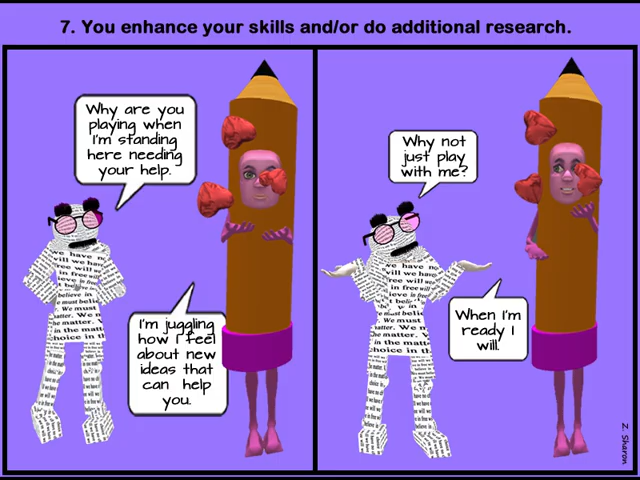 7. You enhance your skills and/or do additional research.
Why are you
playing when
I'm standing
here needing
your help.
I'm juggling
how I feel
about new
ideas that
can help
you.
Why not
just play
with me?
When I'm
ready I
will.
Z. Sharon